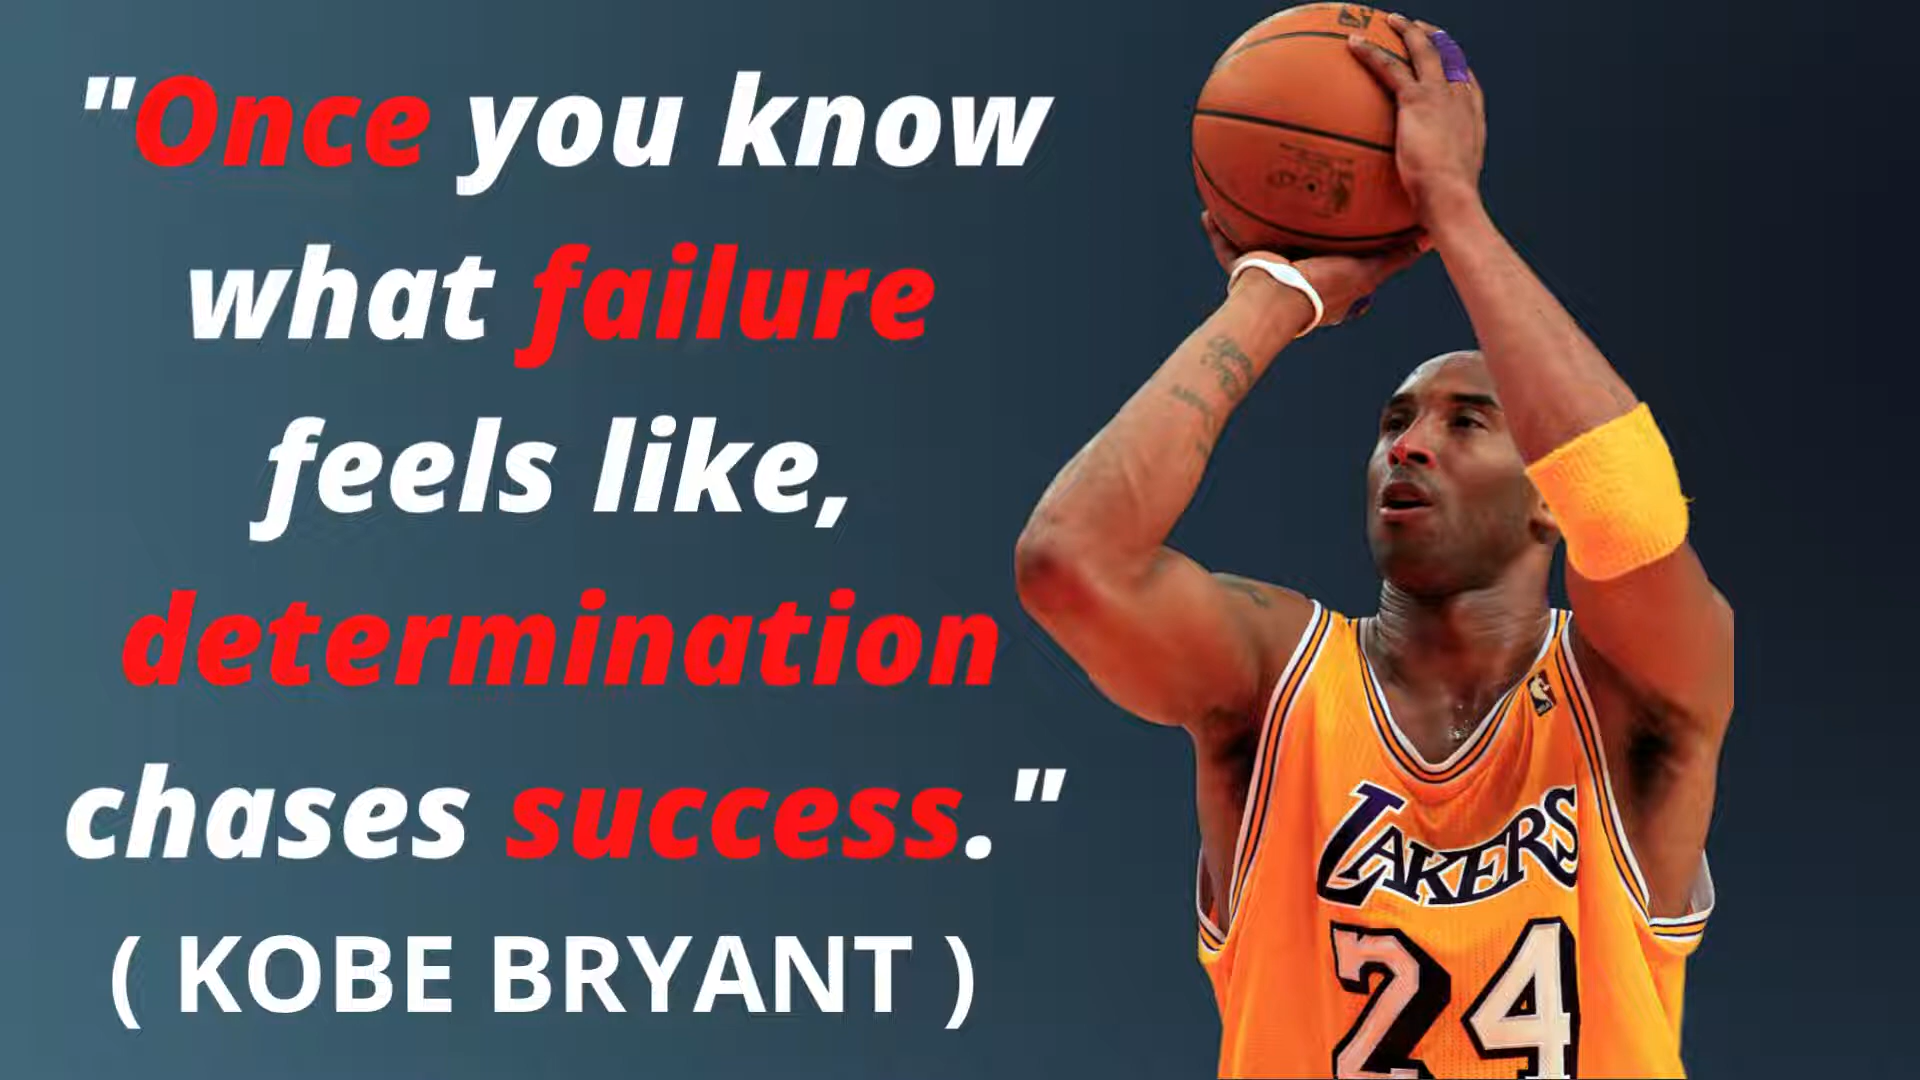 "Once you know
what failure
feels like,
determination
chases success."
( KOBE BRYANT )
LAKERS
24